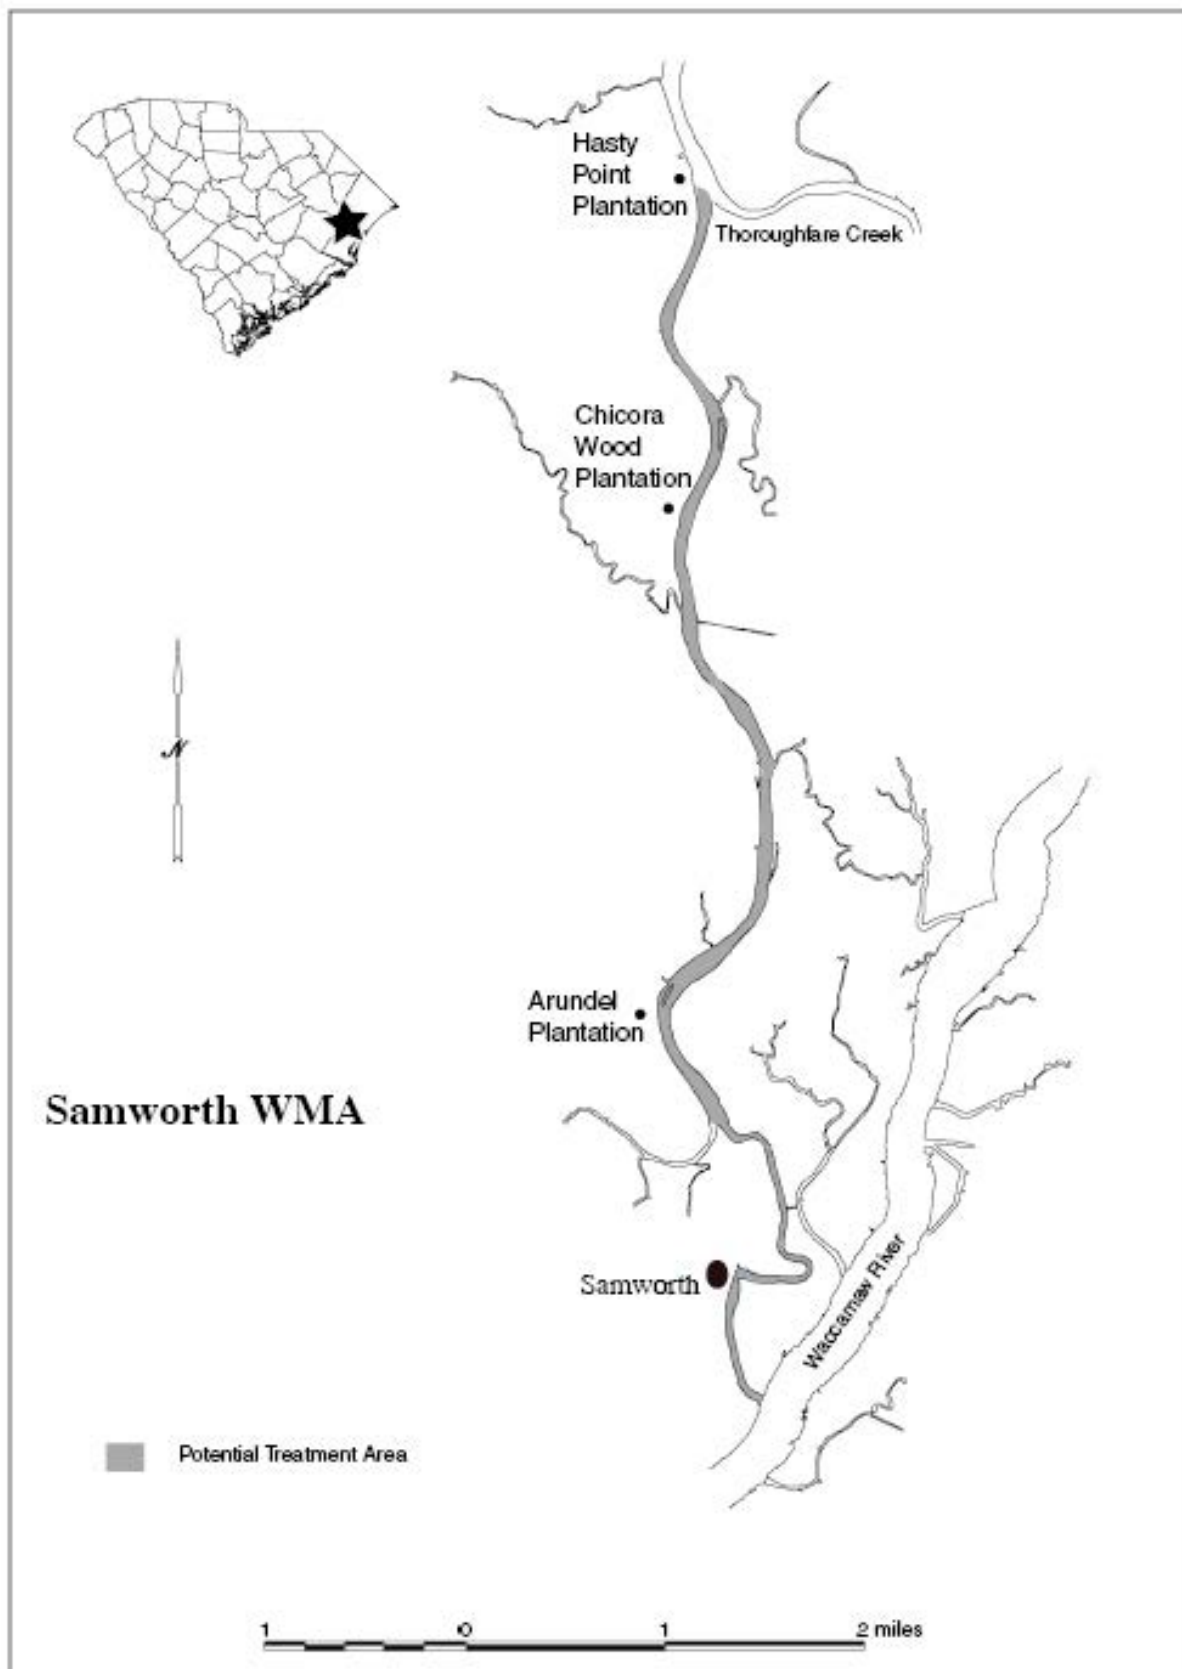 Hasty
Point
Plantation
Thoroughfare Creek
Chicora
Wood
Plantation
N
Arundel
Plantation
Samworth WMA
Samworth
Waccamaw River
Potential Treatment Area
1 0 1 2 miles